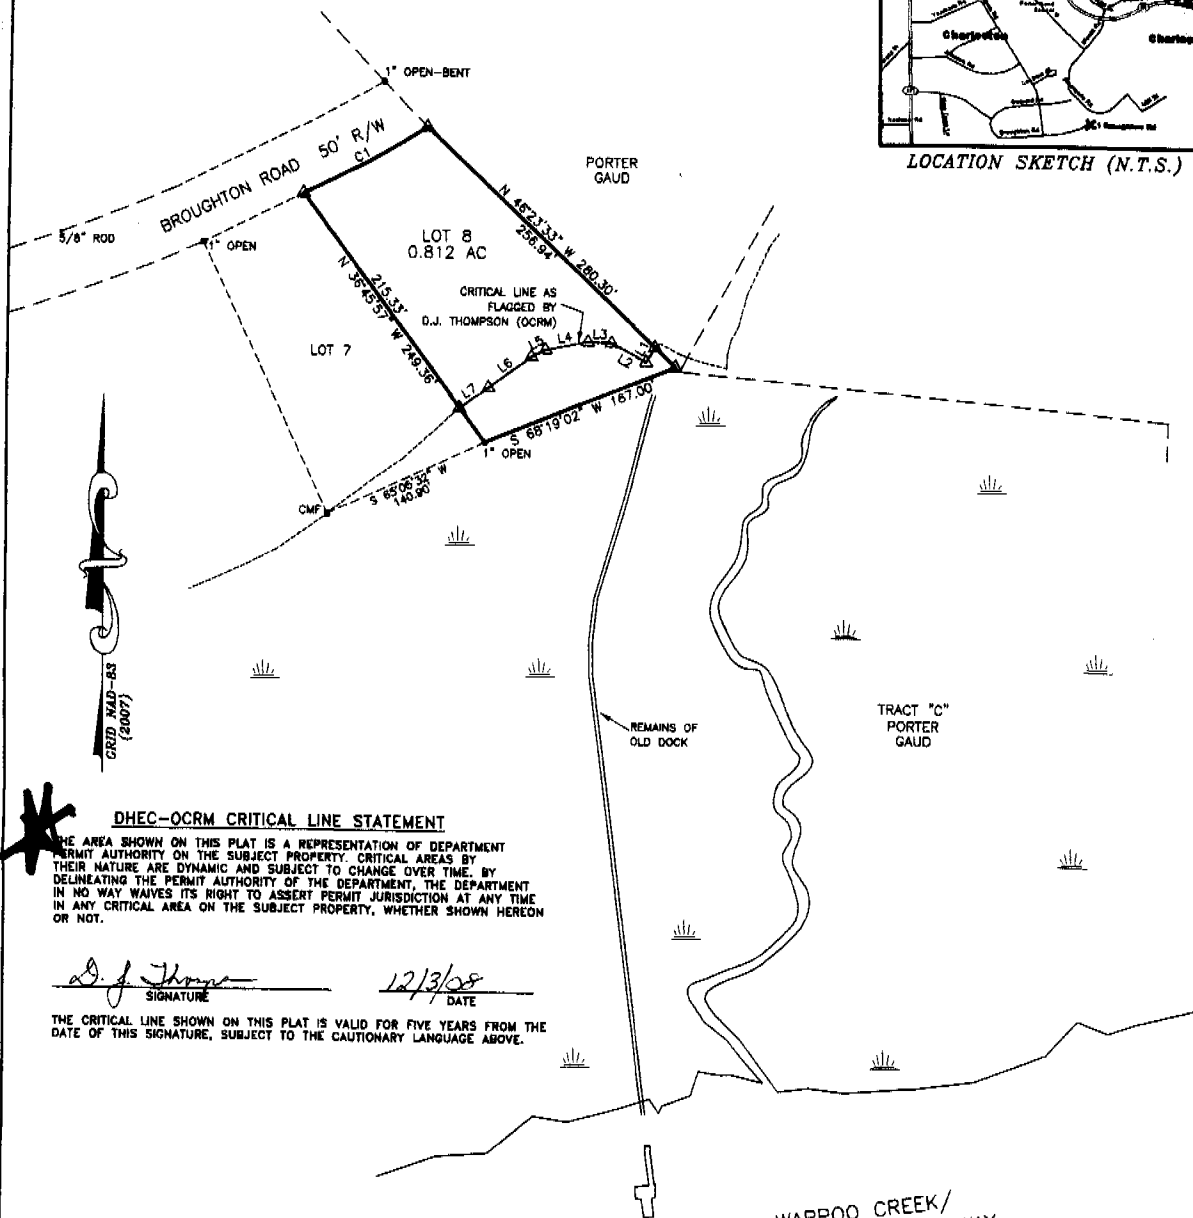 Charleston
LOCATION SKETCH (N.T.S.)
1" OPEN-BENT
BROUGHTON ROAD 50' R/W
C1
PORTER
GAUD
5/8" ROD
1" OPEN
LOT 8
0.812 AC
N 46°23'33" W 280.30'
256.94'
CRITICAL LINE AS
FLAGGED BY
D.J. THOMPSON (OCRM)
215.33'
N 36°45'57" W 249.36'
LOT 7
L1
L2
L3
L4
L5
L6
L7
S 68°19'02" W 167.00'
1" OPEN
S 65°06'32" W
140.90'
CMF
GRID NAD-83
(2007)
REMAINS OF
OLD DOCK
TRACT "C"
PORTER
GAUD
DHEC-OCRM CRITICAL LINE STATEMENT
THE AREA SHOWN ON THIS PLAT IS A REPRESENTATION OF DEPARTMENT
PERMIT AUTHORITY ON THE SUBJECT PROPERTY. CRITICAL AREAS BY
THEIR NATURE ARE DYNAMIC AND SUBJECT TO CHANGE OVER TIME. BY
DELINEATING THE PERMIT AUTHORITY OF THE DEPARTMENT, THE DEPARTMENT
IN NO WAY WAIVES ITS RIGHT TO ASSERT PERMIT JURISDICTION AT ANY TIME
IN ANY CRITICAL AREA ON THE SUBJECT PROPERTY, WHETHER SHOWN HEREON
OR NOT.
D. J. 12/3/08
SIGNATURE DATE
THE CRITICAL LINE SHOWN ON THIS PLAT IS VALID FOR FIVE YEARS FROM THE
DATE OF THIS SIGNATURE, SUBJECT TO THE CAUTIONARY LANGUAGE ABOVE.
WAPPOO CREEK/